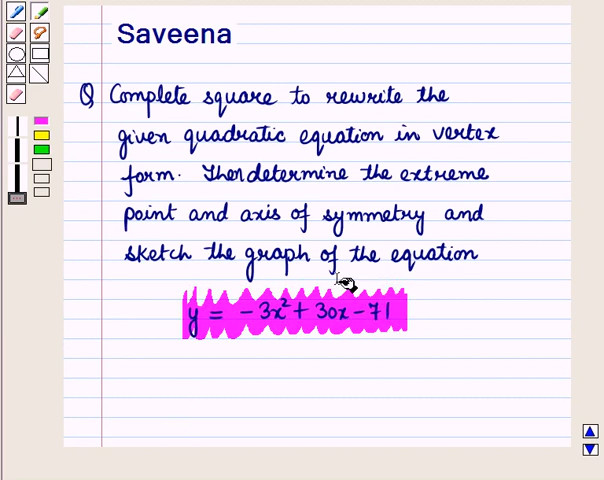 Saveena
Q Complete square to rewrite the
given quadratic equation in vertex
form. Then determine the extreme
point and axis of symmetry and
sketch the graph of the equation
y = -3x² + 30x - 71